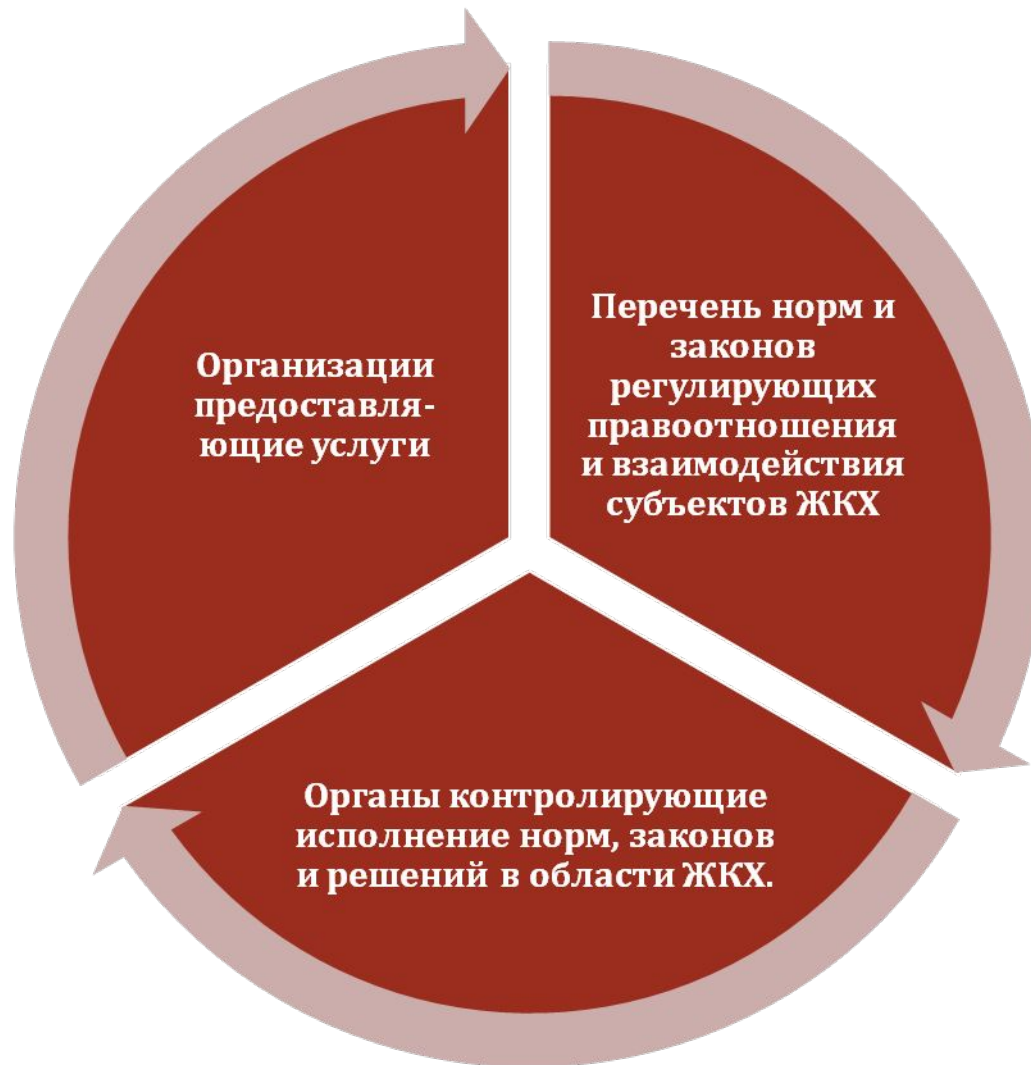 Перечень норм и
законов
регулирующих
правоотношения
и взаимодействия
субъектов ЖКХ
Органы контролирующие
исполнение норм, законов
и решений в области ЖКХ.
Организации
предоставля-
ющие услуги